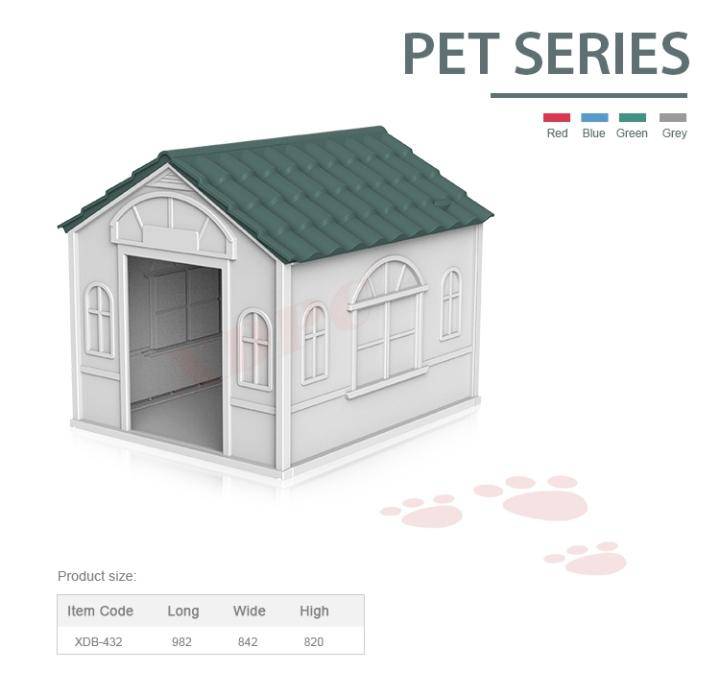 PET SERIES
Red Blue Green Grey
Product size:
Item Code Long Wide High
XDB-432 982 842 820